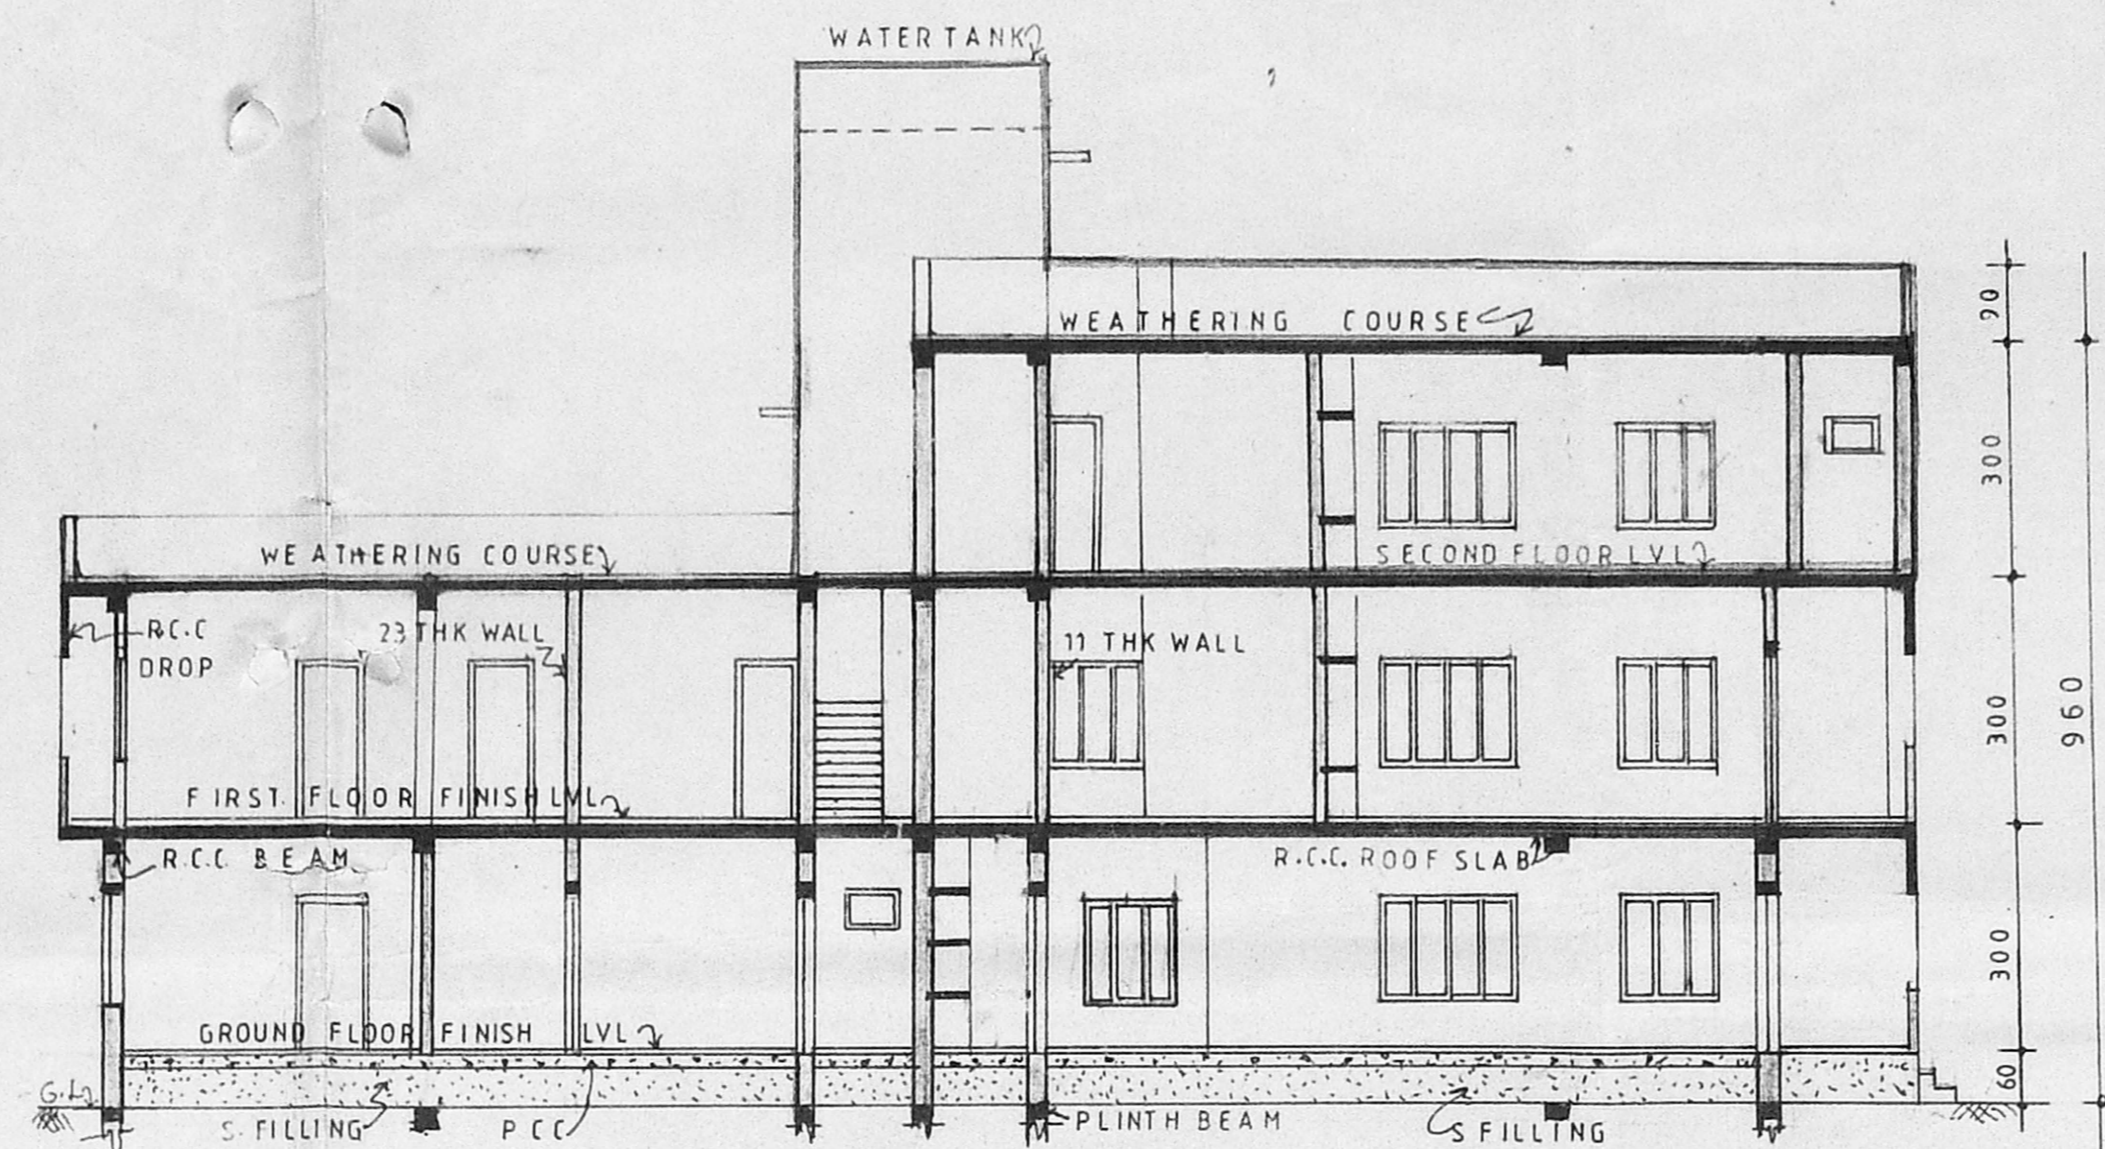 WATER TANK
WEATHERING COURSE
90
300
WEATHERING COURSE
SECOND FLOOR LVL
R.C.C
DROP
23 THK WALL
11 THK WALL
300
960
FIRST. FLOOR FINISH LVL
R.C.C. BEAM
R.C.C. ROOF SLAB
300
GROUND FLOOR FINISH LVL
60
G.L
S. FILLING
PCC
PLINTH BEAM
S FILLING